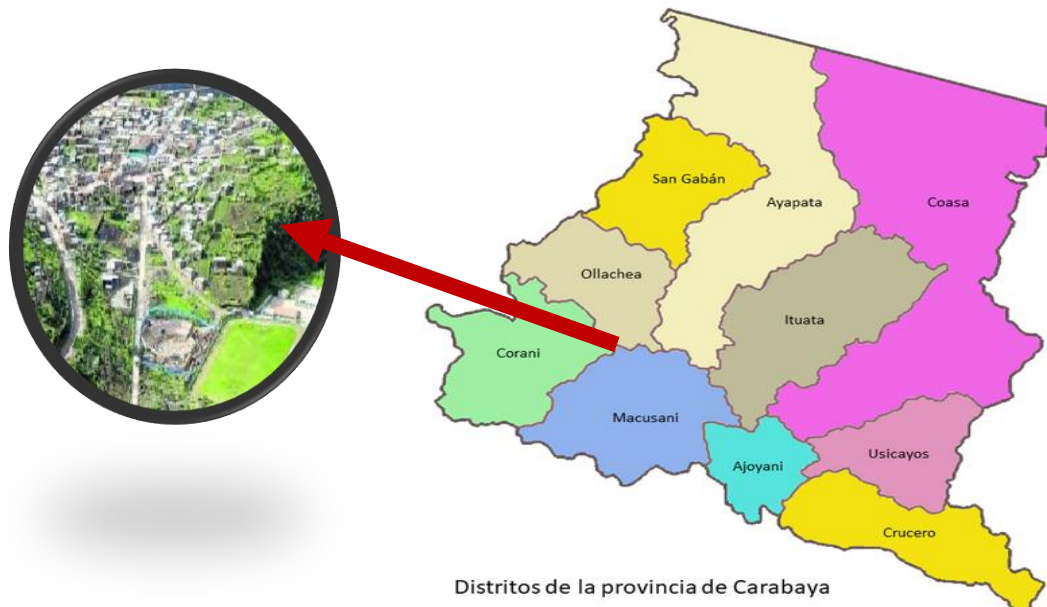 San Gabán
Ayapata
Coasa
Ollachea
Ituata
Corani
Macusani
Ajoyani
Usicayos
Crucero
Distritos de la provincia de Carabaya